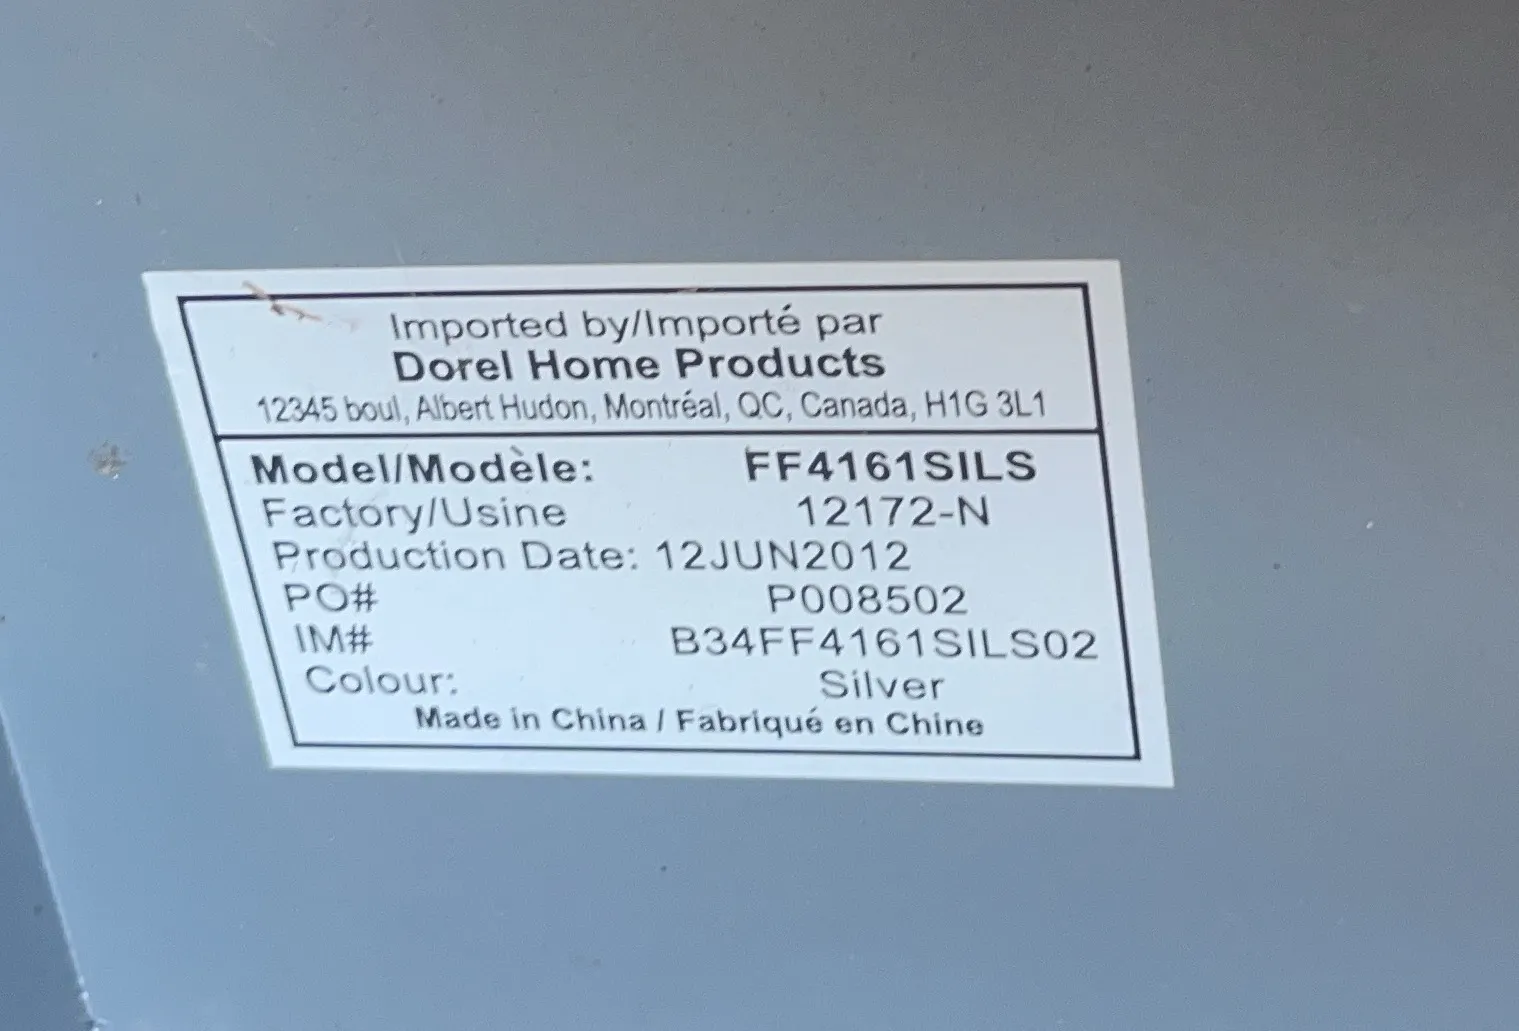 Imported by/Importé par
Dorel Home Products
12345 boul, Albert Hudon, Montréal, QC, Canada, H1G 3L1
Model/Modèle: FF4161SILS
Factory/Usine 12172-N
Production Date: 12JUN2012
PO# P008502
IM# B34FF4161SILS02
Colour: Silver
Made in China / Fabriqué en Chine